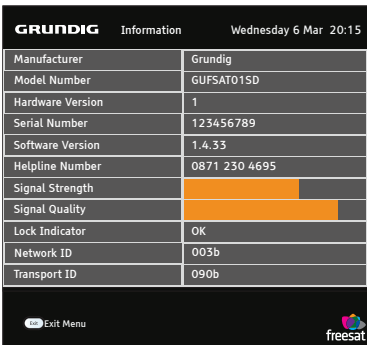 GRUNDIG Information Wednesday 6 Mar 20:15
Manufacturer Grundig
Model Number GUFSAT01SD
Hardware Version 1
Serial Number 123456789
Software Version 1.4.33
Helpline Number 0871 230 4695
Signal Strength
Signal Quality
Lock Indicator OK
Network ID 003b
Transport ID 090b
Exit Exit Menu
freesat